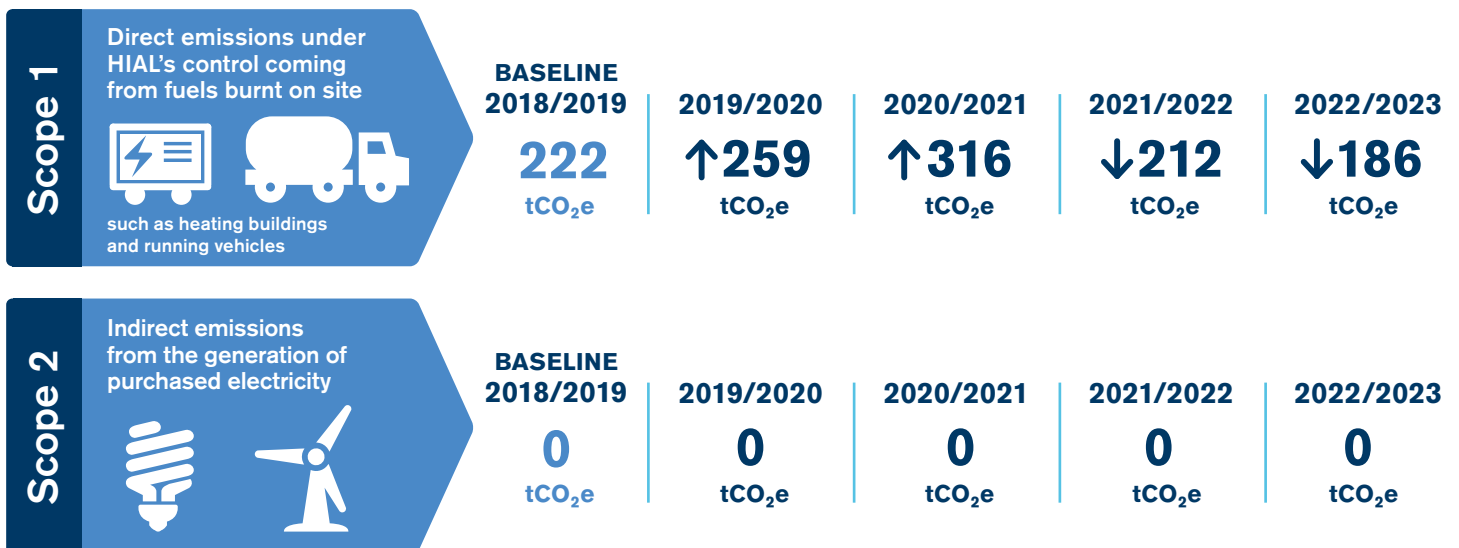 Scope 1
Direct emissions under
HIAL’s control coming
from fuels burnt on site
such as heating buildings
and running vehicles
BASELINE
2018/2019
222
tCO₂e
2019/2020
↑259
tCO₂e
2020/2021
↑316
tCO₂e
2021/2022
↓212
tCO₂e
2022/2023
↓186
tCO₂e
Scope 2
Indirect emissions
from the generation of
purchased electricity
BASELINE
2018/2019
0
tCO₂e
2019/2020
0
tCO₂e
2020/2021
0
tCO₂e
2021/2022
0
tCO₂e
2022/2023
0
tCO₂e